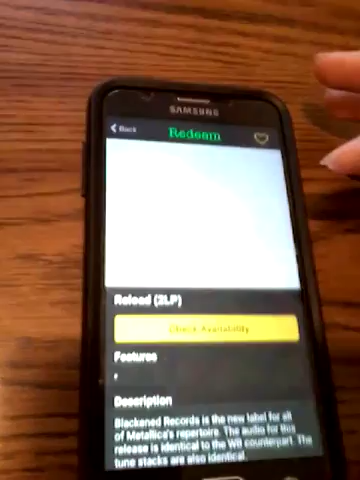 SAMSUNG
Back
Redeem
Reload (2LP)
Check Availability
Features
Description
Blackened Records is the new label for all
of Metallica's repertoire. The audio for this
release is identical to the WB counterpart. The
tune stacks are also identical.